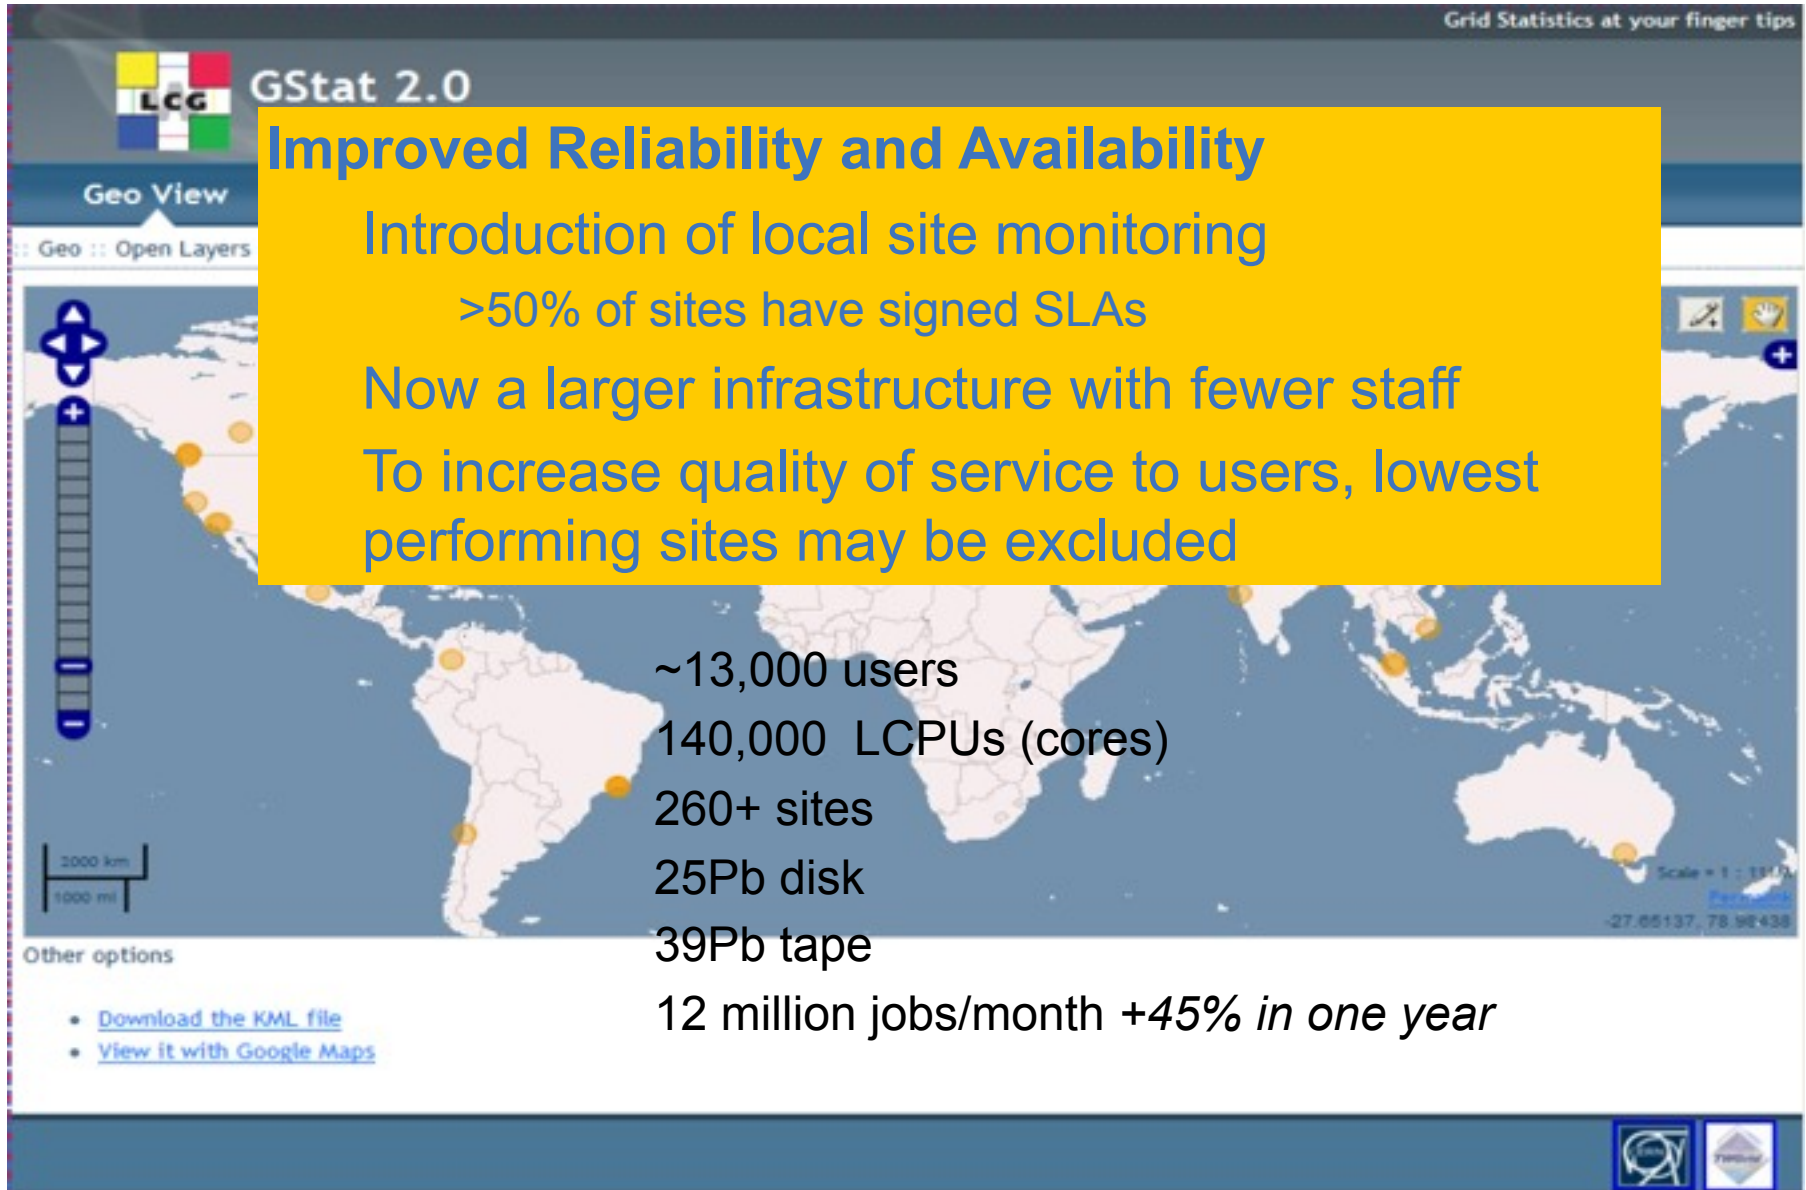 Grid Statistics at your finger tips
LCG
GStat 2.0
Improved Reliability and Availability
Geo View
Introduction of local site monitoring
:: Geo :: Open Layers
>50% of sites have signed SLAs
Now a larger infrastructure with fewer staff
To increase quality of service to users, lowest
performing sites may be excluded
~13,000 users
140,000 LCPUs (cores)
260+ sites
2000 km
1000 mi
25Pb disk
Scale = 1 :
Permalink
39Pb tape
Other options
12 million jobs/month +45% in one year
• Download the KML file
• View it with Google Maps
CERN